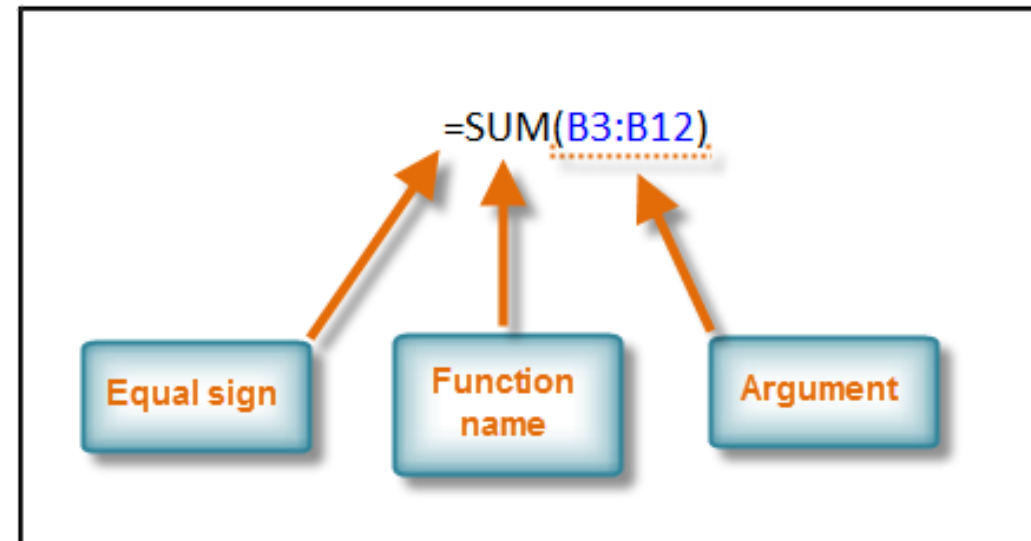 =SUM(B3:B12)
Equal sign
Function
name
Argument